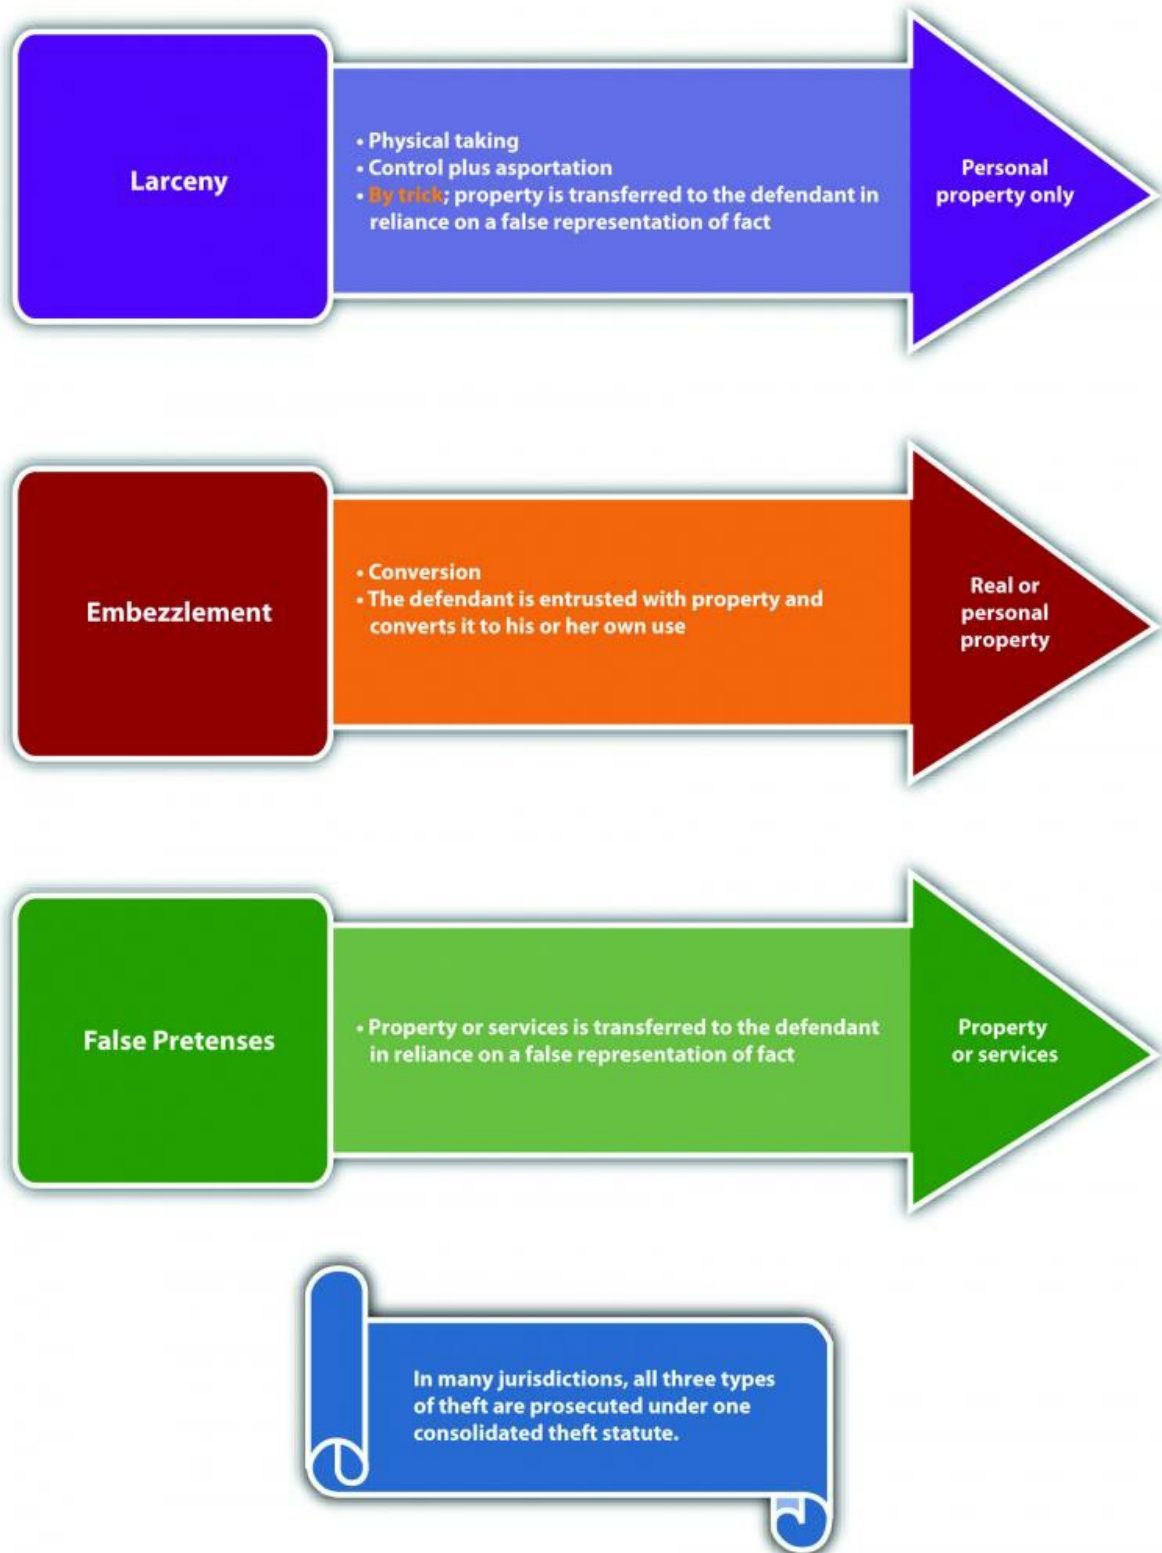 Larceny
• Physical taking
• Control plus asportation
• By trick; property is transferred to the defendant in
reliance on a false representation of fact
Personal
property only
Embezzlement
• Conversion
• The defendant is entrusted with property and
converts it to his or her own use
Real or
personal
property
False Pretenses
• Property or services is transferred to the defendant
in reliance on a false representation of fact
Property
or services
In many jurisdictions, all three types
of theft are prosecuted under one
consolidated theft statute.